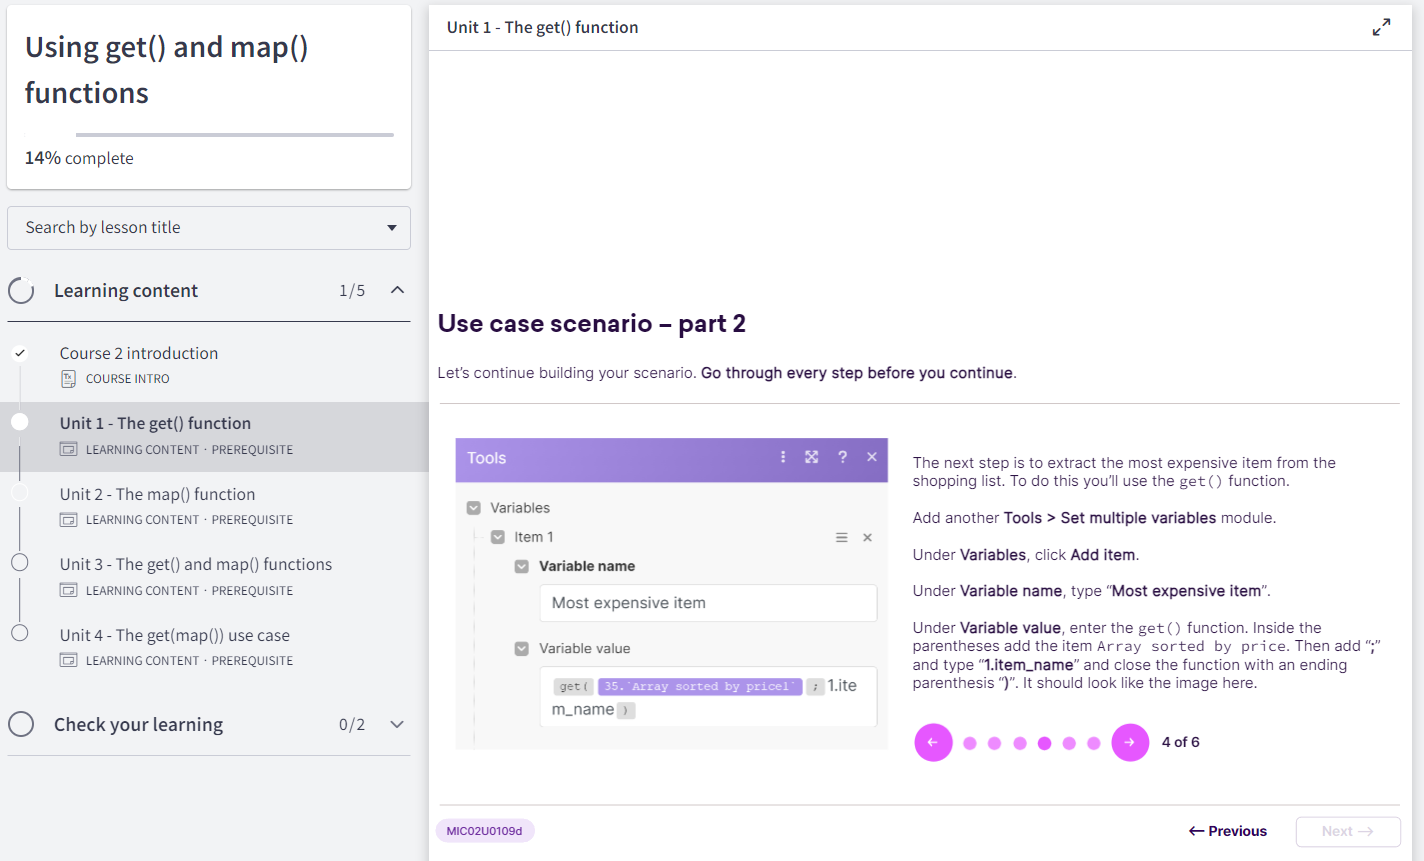 Using get() and map()
functions
14% complete
Search by lesson title
Learning content 1/5
Course 2 introduction
COURSE INTRO
Unit 1 - The get() function
LEARNING CONTENT · PREREQUISITE
Unit 2 - The map() function
LEARNING CONTENT · PREREQUISITE
Unit 3 - The get() and map() functions
LEARNING CONTENT · PREREQUISITE
Unit 4 - The get(map()) use case
LEARNING CONTENT · PREREQUISITE
Check your learning 0/2
Unit 1 - The get() function
Use case scenario – part 2
Let's continue building your scenario. Go through every step before you continue.
Tools
Variables
Item 1
Variable name
Most expensive item
Variable value
get( 35.`Array sorted by price1` ; 1.ite
m_name )
The next step is to extract the most expensive item from the
shopping list. To do this you'll use the get() function.
Add another Tools > Set multiple variables module.
Under Variables, click Add item.
Under Variable name, type “Most expensive item”.
Under Variable value, enter the get() function. Inside the
parentheses add the item Array sorted by price. Then add “;”
and type “1.item_name” and close the function with an ending
parenthesis “)”. It should look like the image here.
← → 4 of 6
MIC02U0109d
← Previous Next →